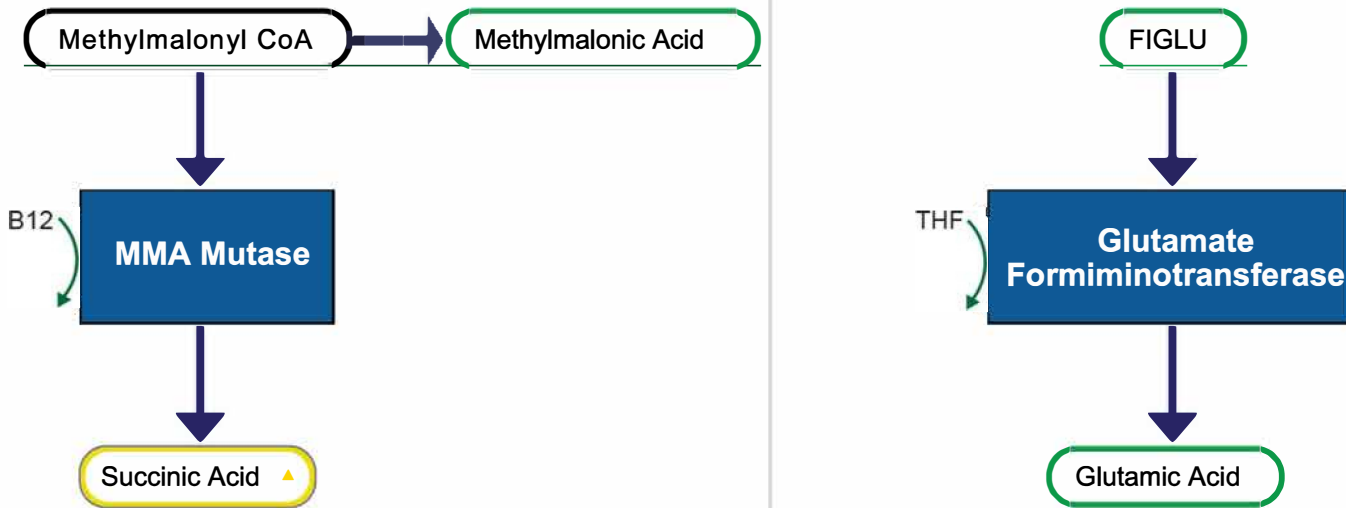 Methylmalonyl CoA
Methylmalonic Acid
B12
MMA Mutase
Succinic Acid
FIGLU
THF
Glutamate
Formiminotransferase
Glutamic Acid